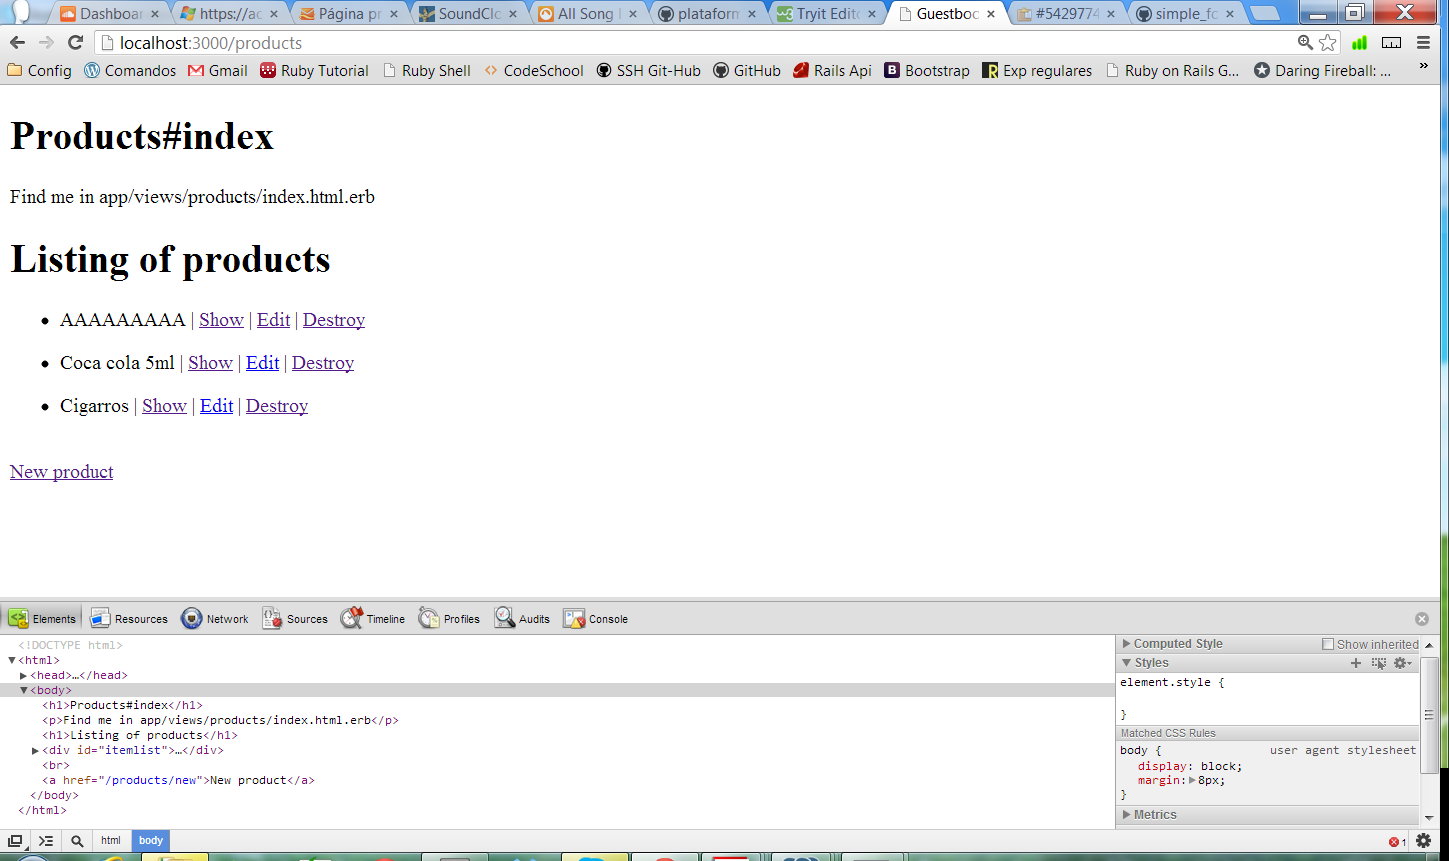 Dashboar https://ac Página pr SoundClo All Song l plataform Tryit Edito Guestboo #5429774 simple_fo
localhost:3000/products
Config Comandos Gmail Ruby Tutorial Ruby Shell CodeSchool SSH Git-Hub GitHub Rails Api Bootstrap Exp regulares Ruby on Rails G... Daring Fireball: ... »
Products#index
Find me in app/views/products/index.html.erb
Listing of products
• AAAAAAAAA | Show | Edit | Destroy
• Coca cola 5ml | Show | Edit | Destroy
• Cigarros | Show | Edit | Destroy
New product
Elements Resources Network Sources Timeline Profiles Audits Console
<!DOCTYPE html>
▼<html>
▶<head>…</head>
▼<body>
<h1>Products#index</h1>
<p>Find me in app/views/products/index.html.erb</p>
<h1>Listing of products</h1>
▶<div id="itemlist">…</div>
<br>
<a href="/products/new">New product</a>
</body>
</html>
▶ Computed Style Show inherited
▼ Styles
element.style {
}
Matched CSS Rules
body { user agent stylesheet
display: block;
margin:▶8px;
}
▶ Metrics
html body 1